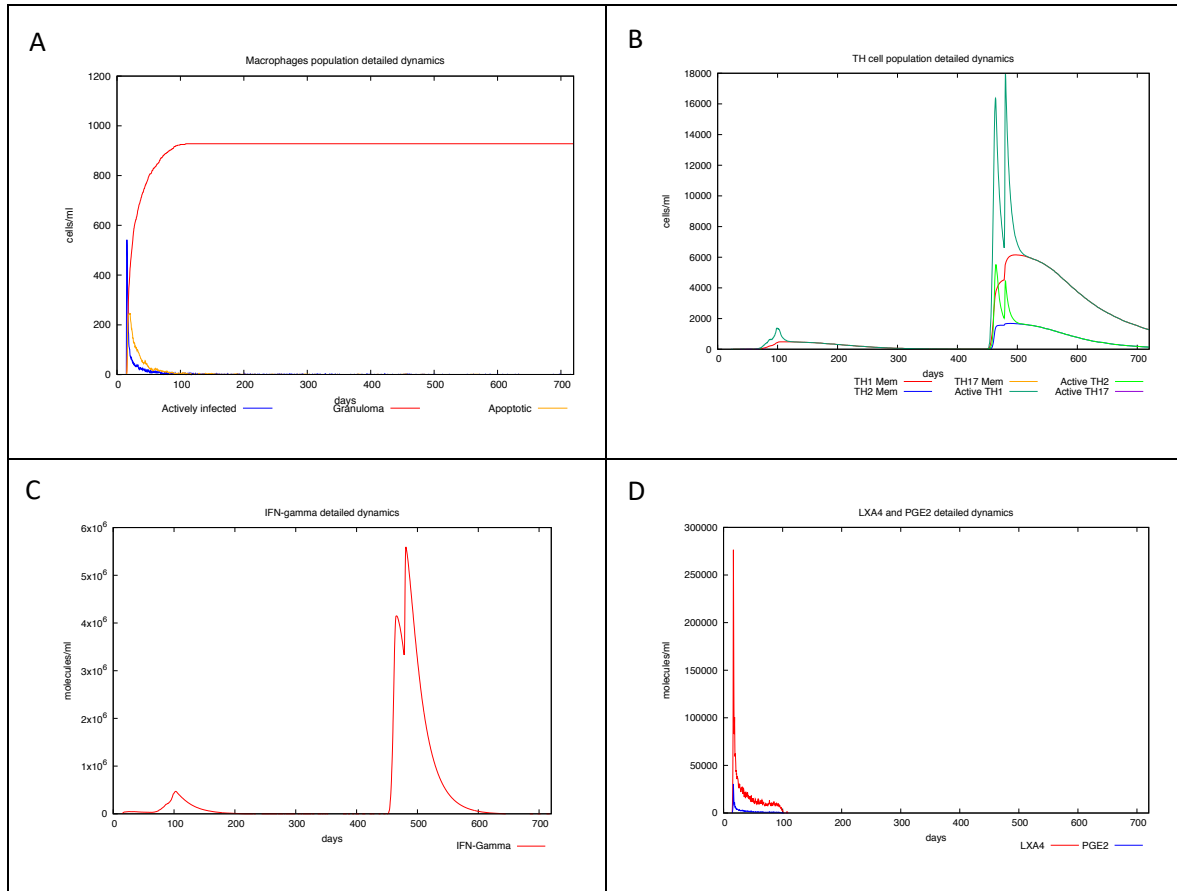 A
Macrophages population detailed dynamics
1200
1000
800
600
400
200
0
cells/ml
0 100 200 300 400 500 600 700
days
Actively infected Granuloma Apoptotic
B
TH cell population detailed dynamics
18000
16000
14000
12000
10000
8000
6000
4000
2000
0
cells/ml
0 100 200 300 400 500 600 700
days
TH1 Mem TH17 Mem Active TH2
TH2 Mem Active TH1 Active TH17
C
IFN-gamma detailed dynamics
6x10⁶
5x10⁶
4x10⁶
3x10⁶
2x10⁶
1x10⁶
0
molecules/ml
0 100 200 300 400 500 600 700
days
IFN-Gamma
D
LXA4 and PGE2 detailed dynamics
300000
250000
200000
150000
100000
50000
0
molecules/ml
0 100 200 300 400 500 600 700
days
LXA4 PGE2